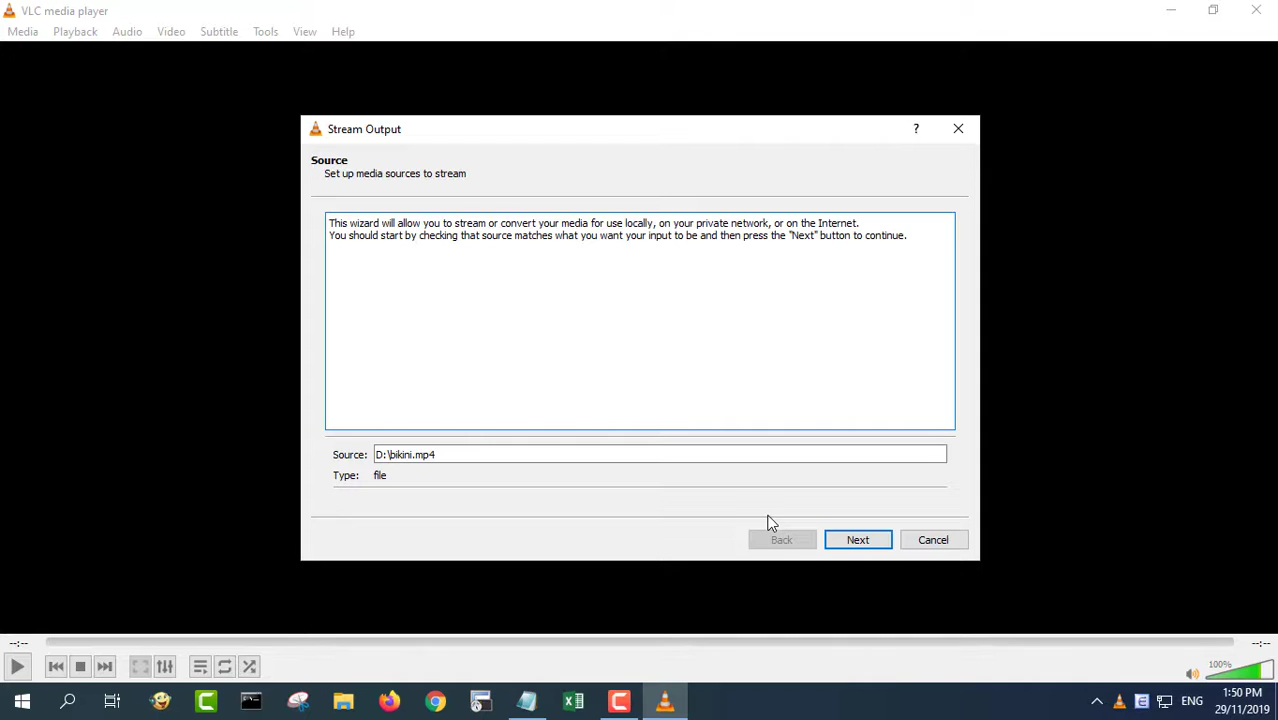 VLC media player
Media Playback Audio Video Subtitle Tools View Help
Stream Output
?
Source
Set up media sources to stream
This wizard will allow you to stream or convert your media for use locally, on your private network, or on the Internet.
You should start by checking that source matches what you want your input to be and then press the "Next" button to continue.
Source: D:\bikini.mp4
Type: file
Back Next Cancel
--:-- --:--
100%
ENG
1:50 PM
29/11/2019